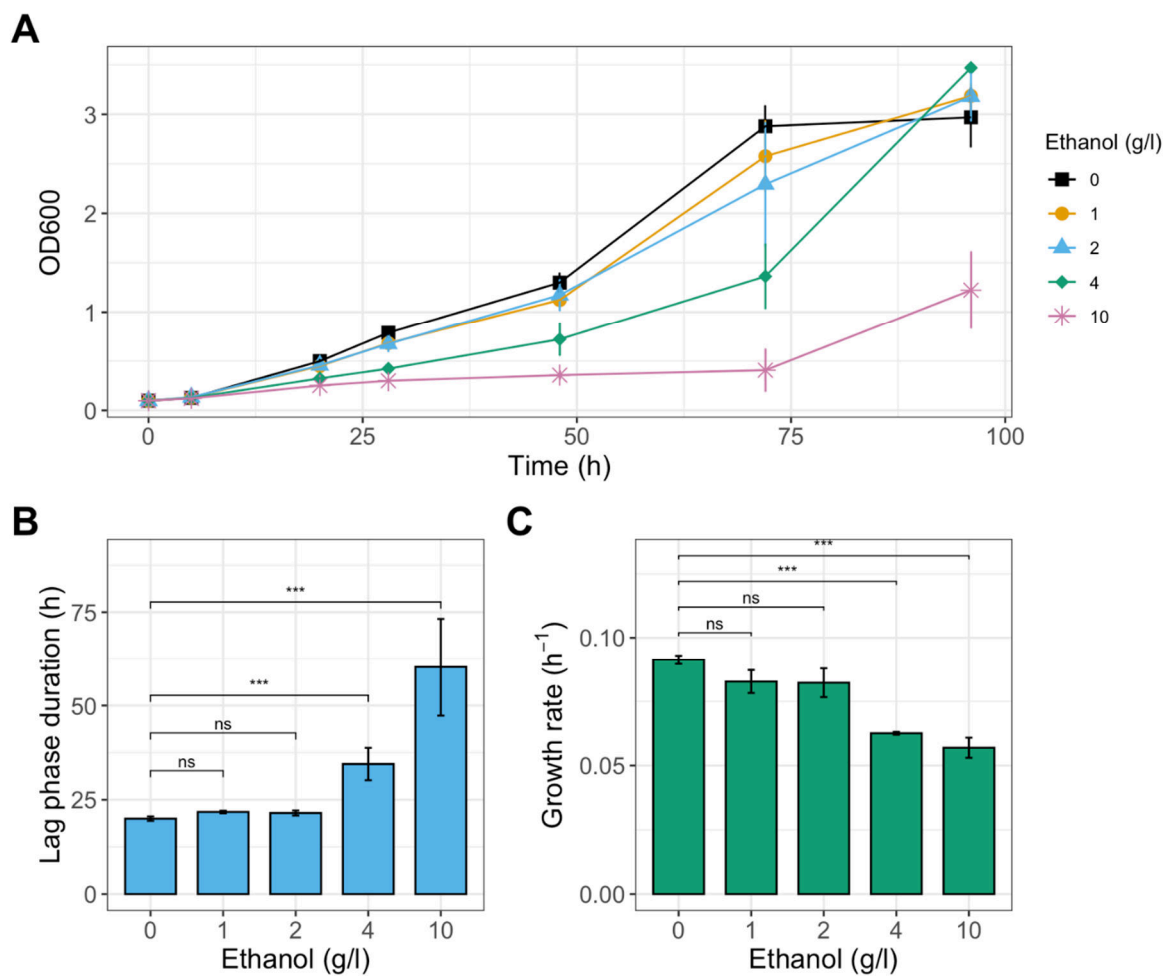 A
OD600
3
2
1
0
0 25 50 75 100
Time (h)
Ethanol (g/l)
0
1
2
4
10
B
Lag phase duration (h)
75
50
25
0
***
***
ns
ns
0 1 2 4 10
Ethanol (g/l)
C
Growth rate (h⁻¹)
0.10
0.05
0.00
***
***
ns
ns
0 1 2 4 10
Ethanol (g/l)